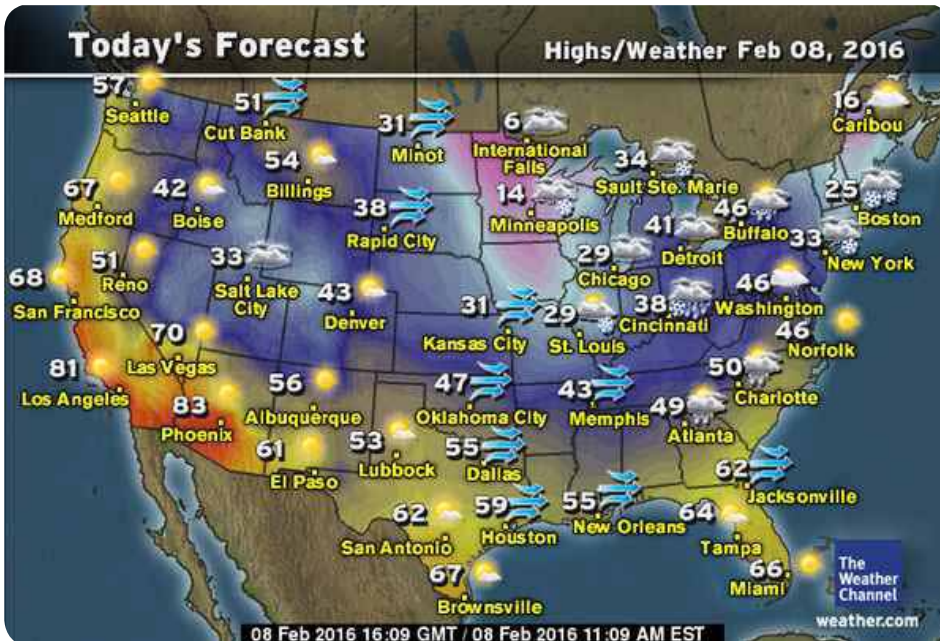 Today's Forecast
Highs/Weather Feb 08, 2016
57
Seattle
51
Cut Bank
31
Minot
6
International
Falls
16
Caribou
54
Billings
34
Sault Ste. Marie
67
Medford
42
Boise
38
Rapid City
14
Minneapolis
41
Detroit
46
Buffalo
25
Boston
33
New York
68
San Francisco
51
Reno
33
Salt Lake
City
43
Denver
29
Chicago
31
Kansas City
29
St. Louis
38
Cincinnati
46
Washington
46
Norfolk
70
Las Vegas
81
Los Angeles
83
Phoenix
56
Albuquerque
47
Oklahoma City
43
Memphis
50
Charlotte
49
Atlanta
61
El Paso
53
Lubbock
55
Dallas
62
Jacksonville
62
San Antonio
59
Houston
55
New Orleans
64
Tampa
66
Miami
67
Brownsville
The
Weather
Channel
weather.com
08 Feb 2016 16:09 GMT / 08 Feb 2016 11:09 AM EST